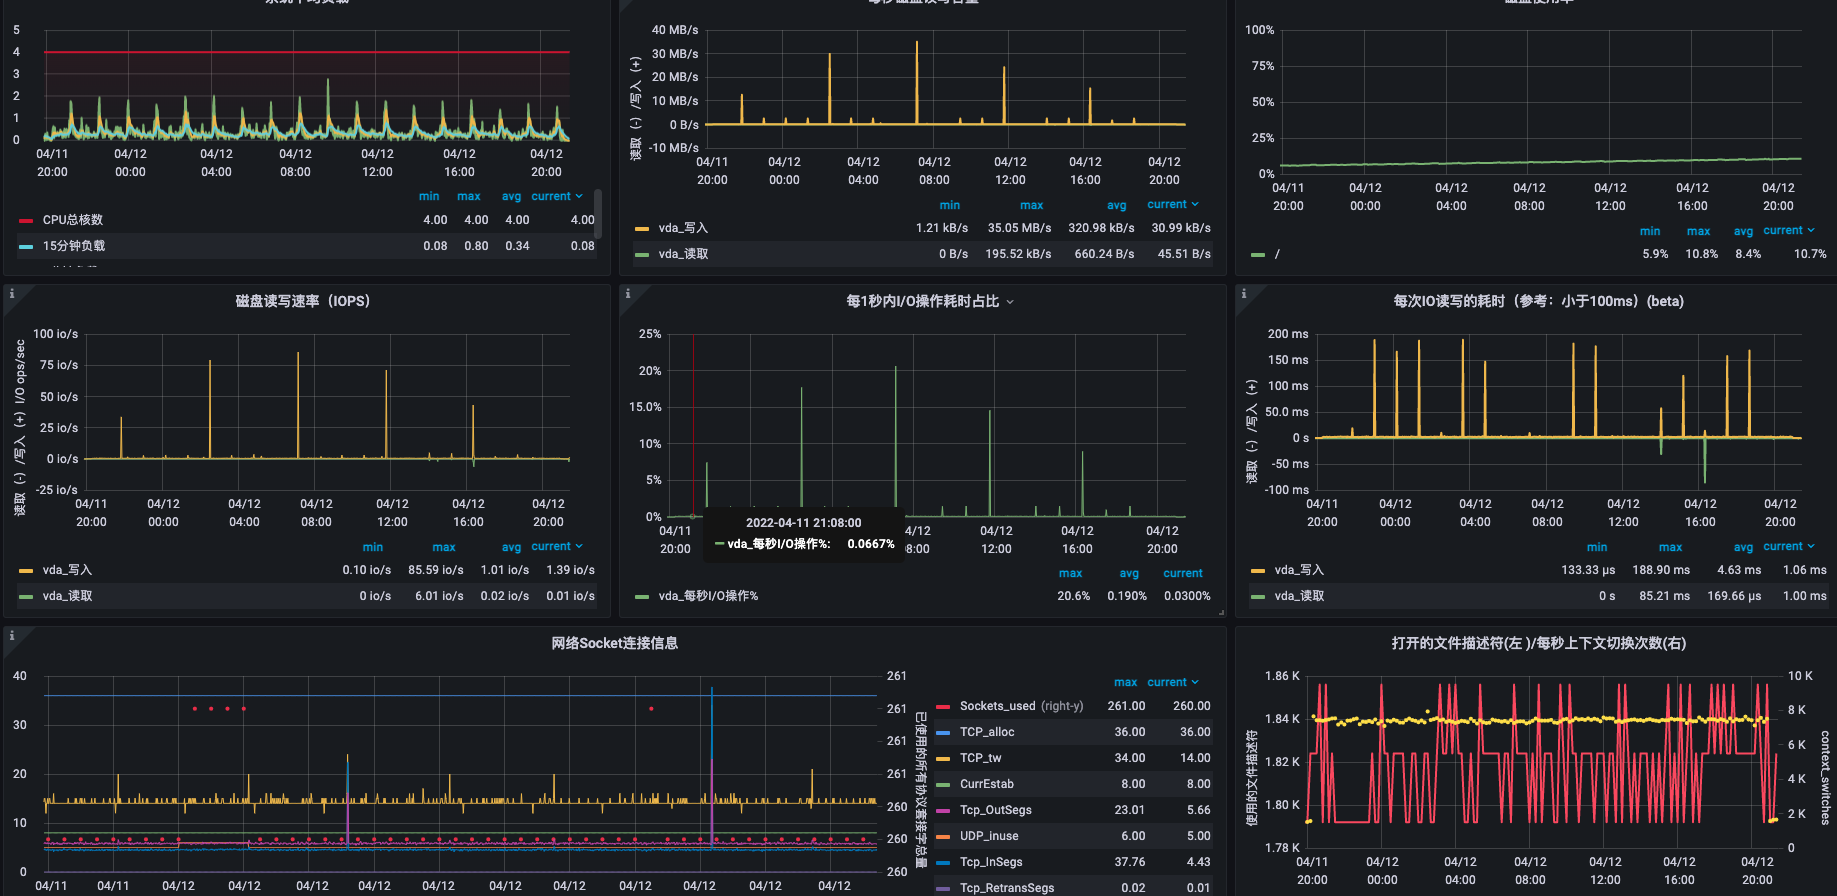 系统平均负载
5
4
3
2
1
0
04/11 04/12 04/12 04/12 04/12 04/12 04/12
20:00 00:00 04:00 08:00 12:00 16:00 20:00
min max avg current
CPU总核数 4.00 4.00 4.00 4.00
15分钟负载 0.08 0.80 0.34 0.08
每秒磁盘读写容量
读取（-）/写入（+）
40 MB/s
30 MB/s
20 MB/s
10 MB/s
0 B/s
-10 MB/s
04/11 04/12 04/12 04/12 04/12 04/12 04/12
20:00 00:00 04:00 08:00 12:00 16:00 20:00
min max avg current
vda_写入 1.21 kB/s 35.05 MB/s 320.98 kB/s 30.99 kB/s
vda_读取 0 B/s 195.52 kB/s 660.24 B/s 45.51 B/s
磁盘使用率
100%
75%
50%
25%
0%
04/11 04/12 04/12 04/12 04/12 04/12 04/12
20:00 00:00 04:00 08:00 12:00 16:00 20:00
min max avg current
/ 5.9% 10.8% 8.4% 10.7%
磁盘读写速率（IOPS）
读取（-）/写入（+）I/O ops/sec
100 io/s
75 io/s
50 io/s
25 io/s
0 io/s
-25 io/s
04/11 04/12 04/12 04/12 04/12 04/12 04/12
20:00 00:00 04:00 08:00 12:00 16:00 20:00
min max avg current
vda_写入 0.10 io/s 85.59 io/s 1.01 io/s 1.39 io/s
vda_读取 0 io/s 6.01 io/s 0.02 io/s 0.01 io/s
每1秒内I/O操作耗时占比
25%
20%
15.0%
10%
5%
0%
04/11 04/12 04/12 04/12 04/12
20:00 8:00 12:00 16:00 20:00
2022-04-11 21:08:00
vda_每秒I/O操作%: 0.0667%
max avg current
vda_每秒I/O操作% 20.6% 0.190% 0.0300%
每次IO读写的耗时（参考：小于100ms）(beta)
读取（-）/写入（+）
200 ms
150 ms
100 ms
50.0 ms
0 s
-50 ms
-100 ms
04/11 04/12 04/12 04/12 04/12 04/12 04/12
20:00 00:00 04:00 08:00 12:00 16:00 20:00
min max avg current
vda_写入 133.33 µs 188.90 ms 4.63 ms 1.06 ms
vda_读取 0 s 85.21 ms 169.66 µs 1.00 ms
网络Socket连接信息
40
30
20
10
0
261
261
261
261
260
260
260
已使用的所有协议套接字总量
04/11 04/11 04/12 04/12 04/12 04/12 04/12 04/12 04/12 04/12 04/12 04/12 04/12
max current
Sockets_used (right-y) 261.00 260.00
TCP_alloc 36.00 36.00
TCP_tw 34.00 14.00
CurrEstab 8.00 8.00
Tcp_OutSegs 23.01 5.66
UDP_inuse 6.00 5.00
Tcp_InSegs 37.76 4.43
Tcp_RetransSegs 0.02 0.01
打开的文件描述符(左 )/每秒上下文切换次数(右)
使用的文件描述符
1.86 K
1.84 K
1.82 K
1.80 K
1.78 K
10 K
8 K
6 K
4 K
2 K
0
context_switches
04/11 04/12 04/12 04/12 04/12 04/12 04/12
20:00 00:00 04:00 08:00 12:00 16:00 20:00